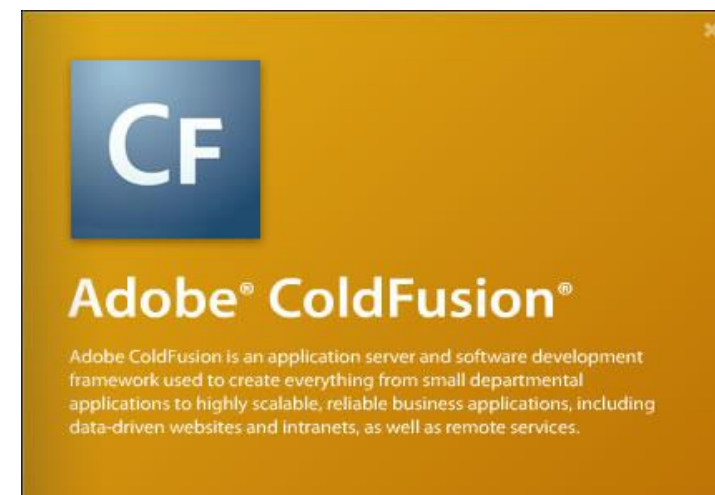 CF
Adobe® ColdFusion®
Adobe ColdFusion is an application server and software development
framework used to create everything from small departmental
applications to highly scalable, reliable business applications, including
data-driven websites and intranets, as well as remote services.